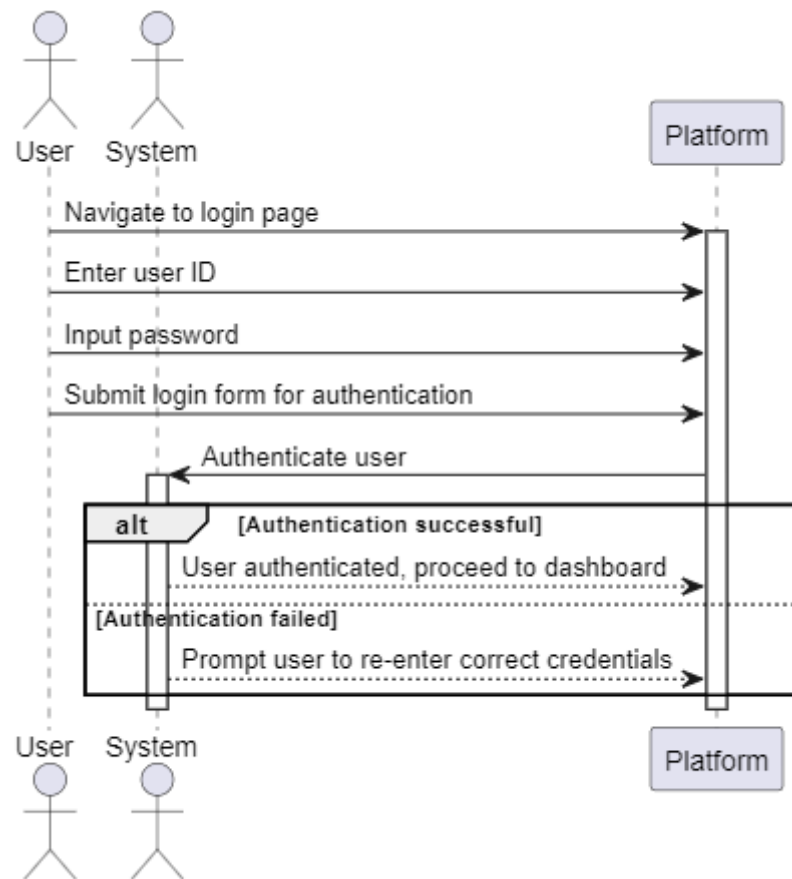 User
System
Platform
Navigate to login page
Enter user ID
Input password
Submit login form for authentication
Authenticate user
alt
[Authentication successful]
User authenticated, proceed to dashboard
[Authentication failed]
Prompt user to re-enter correct credentials
User
System
Platform